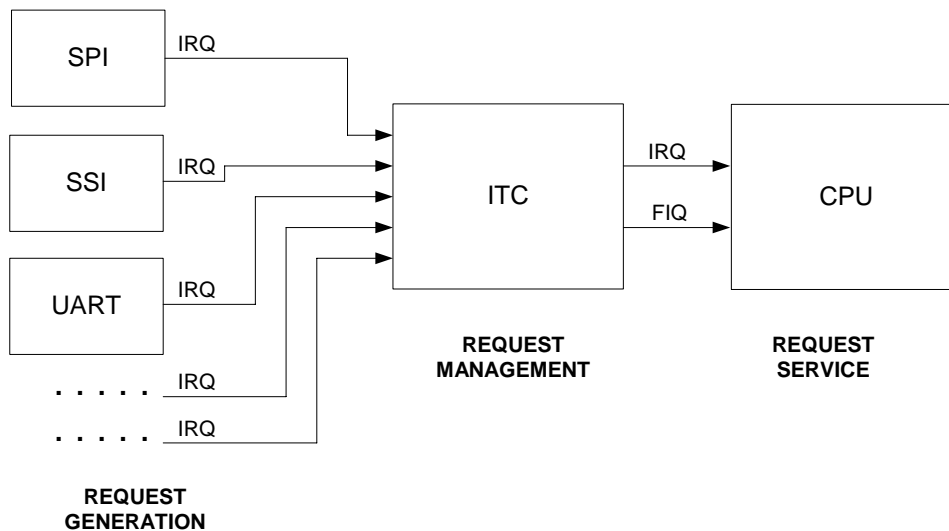 SPI
IRQ
SSI
IRQ
UART
IRQ
. . . . .
IRQ
. . . . .
IRQ
REQUEST
GENERATION
ITC
REQUEST
MANAGEMENT
IRQ
FIQ
CPU
REQUEST
SERVICE